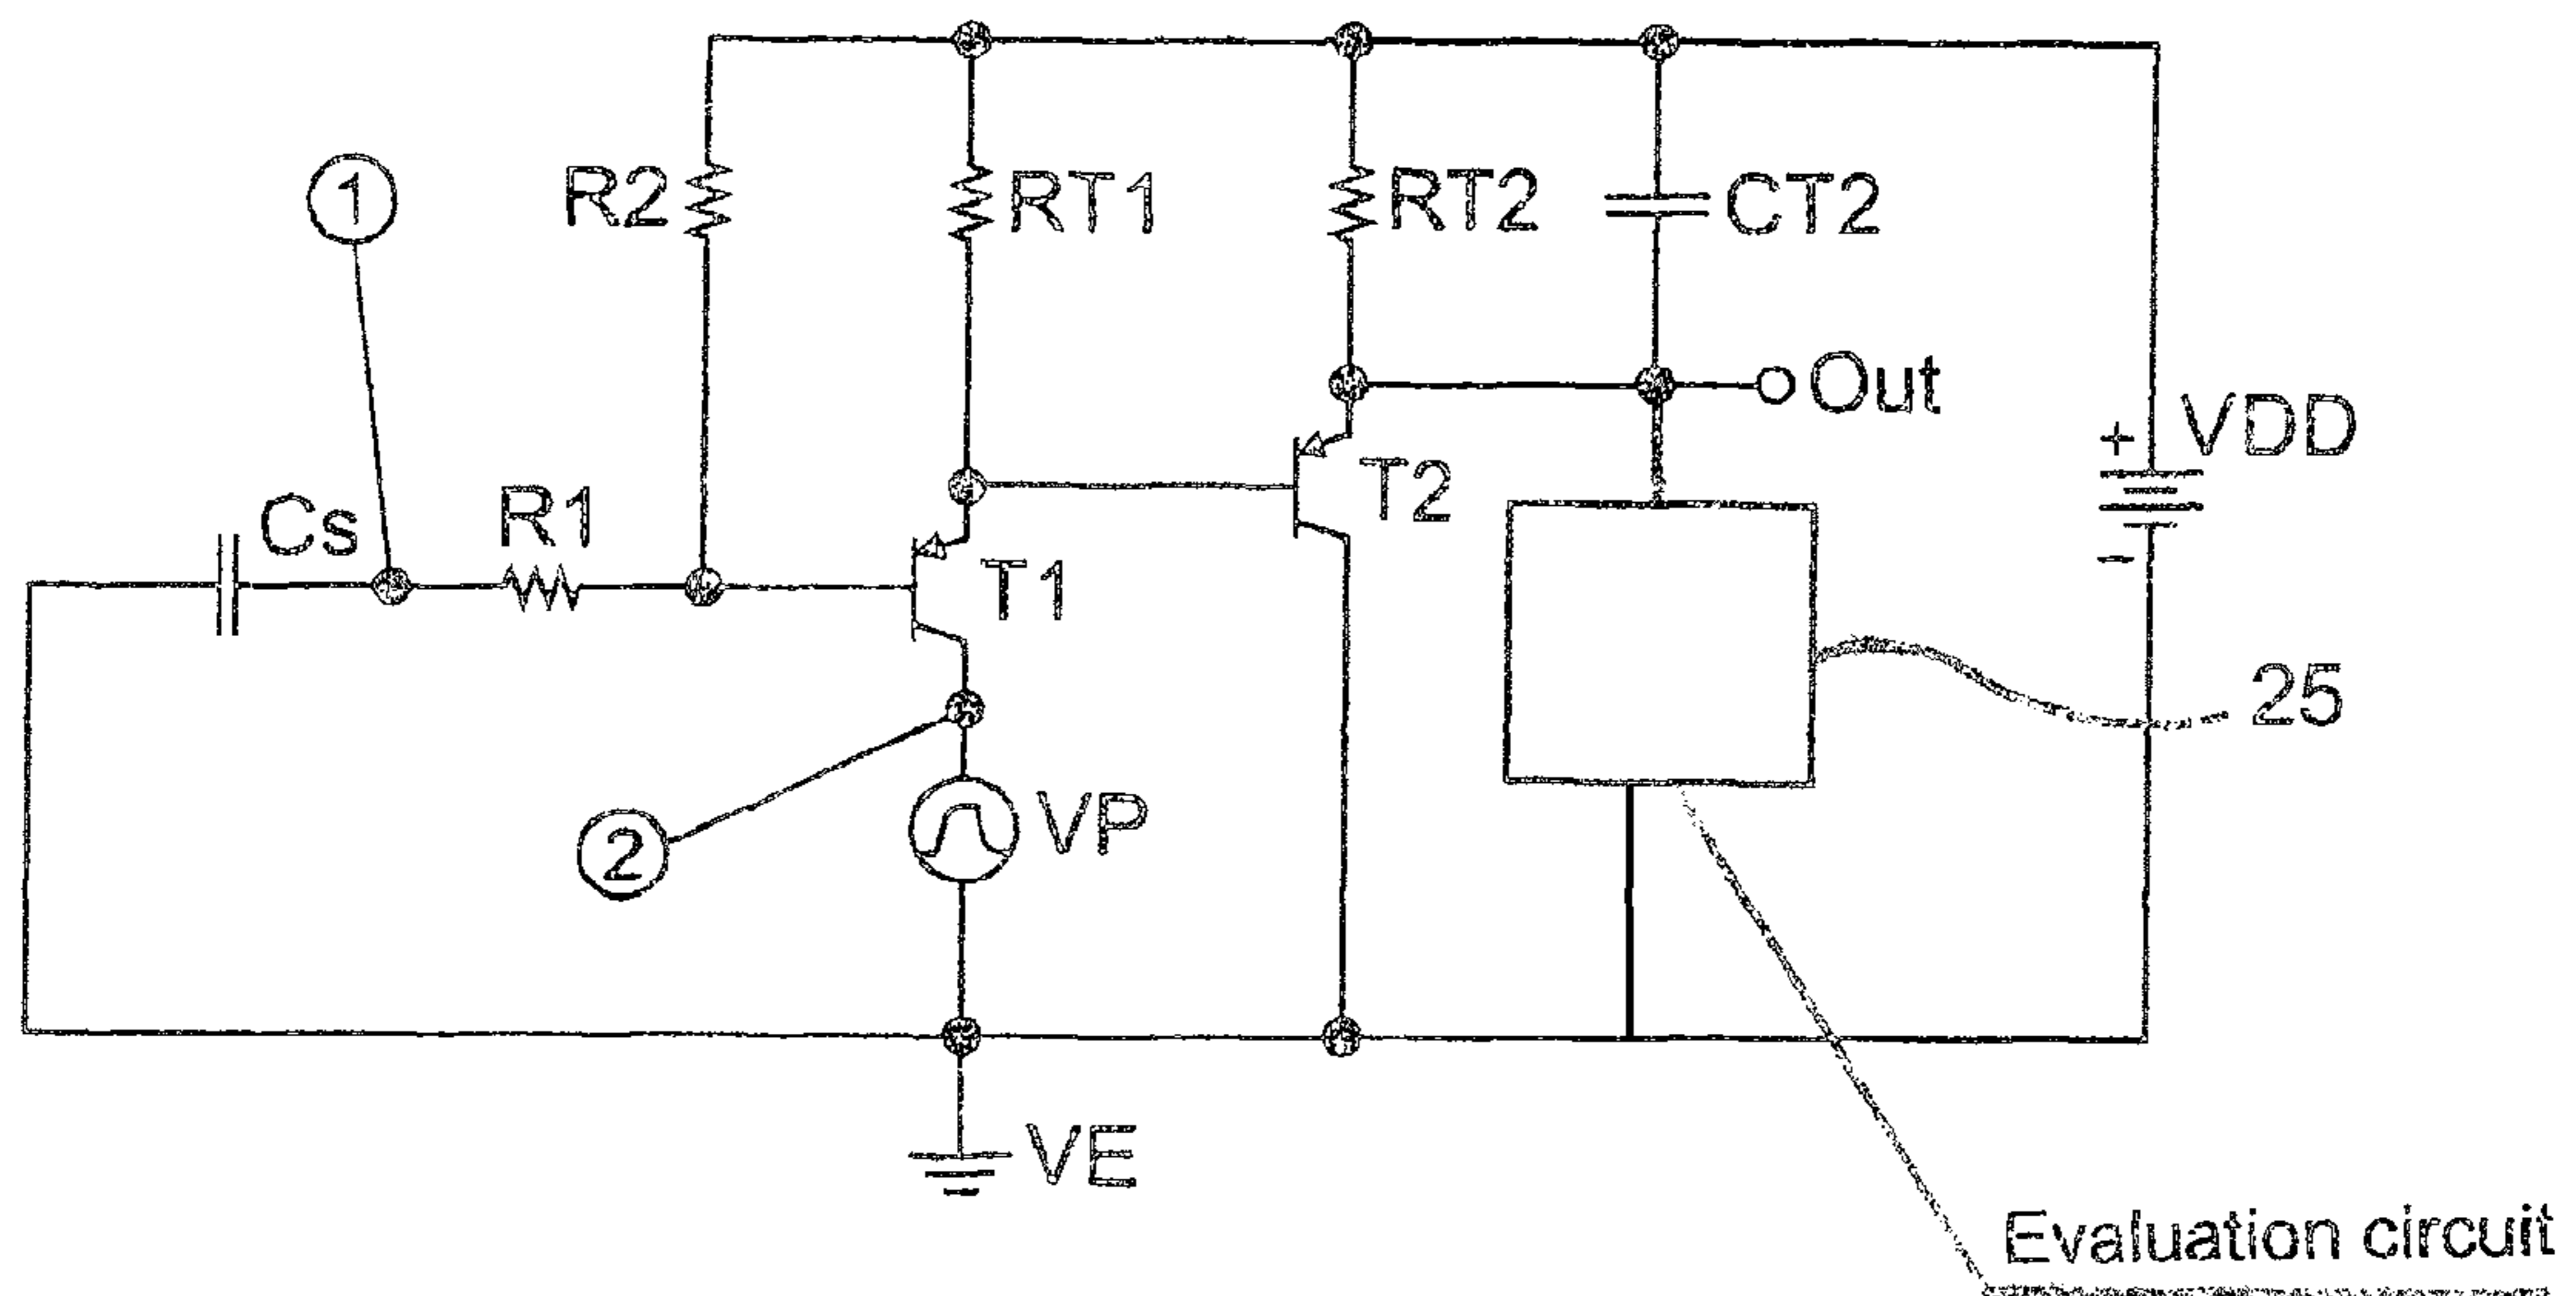 1
R2
RT1
RT2
CT2
Out
+ VDD
Cs
R1
T1
T2
−
25
2
VP
VE
Evaluation circuit